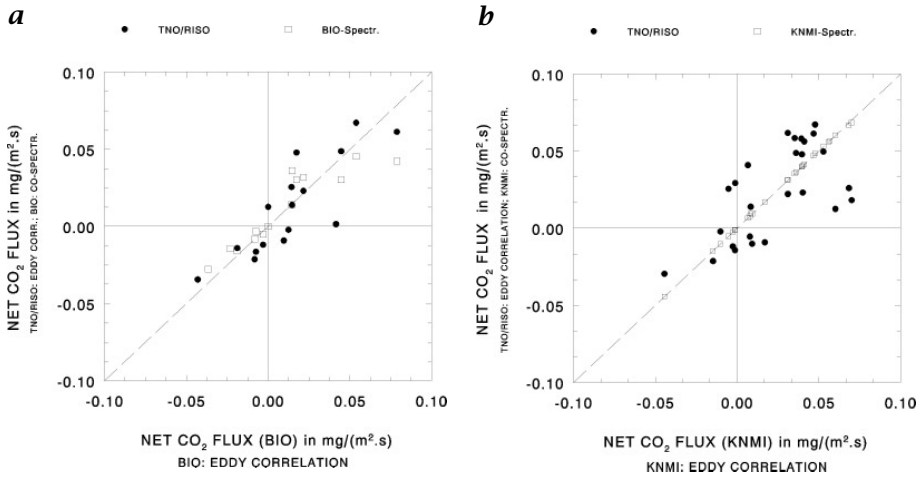 a
TNO/RISO BIO-Spectr.
NET CO2 FLUX in mg/(m2.s)
TNO/RISO: EDDY CORR.; BIO: CO-SPECTR.
0.10
0.05
0.00
-0.05
-0.10
-0.10 -0.05 0.00 0.05 0.10
NET CO2 FLUX (BIO) in mg/(m2.s)
BIO: EDDY CORRELATION
b
TNO/RISO KNMI-Spectr.
NET CO2 FLUX in mg/(m2.s)
TNO/RISO: EDDY CORRELATION; KNMI: CO-SPECTR.
0.10
0.05
0.00
-0.05
-0.10
-0.10 -0.05 0.00 0.05 0.10
NET CO2 FLUX (KNMI) in mg/(m2.s)
KNMI: EDDY CORRELATION